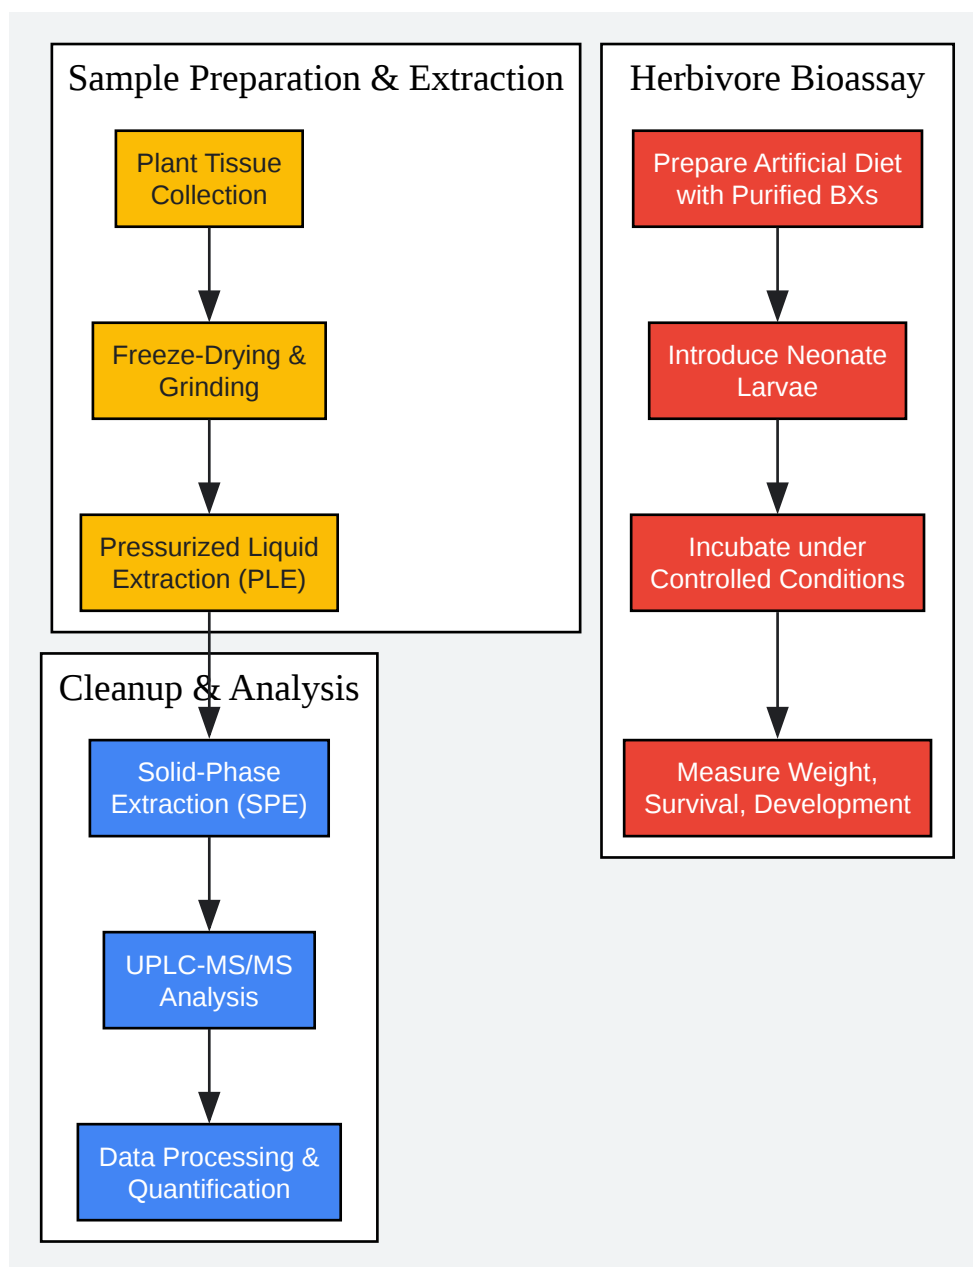 Sample Preparation & Extraction
Plant Tissue
Collection
Freeze-Drying &
Grinding
Pressurized Liquid
Extraction (PLE)
Cleanup & Analysis
Solid-Phase
Extraction (SPE)
UPLC-MS/MS
Analysis
Data Processing &
Quantification
Herbivore Bioassay
Prepare Artificial Diet
with Purified BXs
Introduce Neonate
Larvae
Incubate under
Controlled Conditions
Measure Weight,
Survival, Development